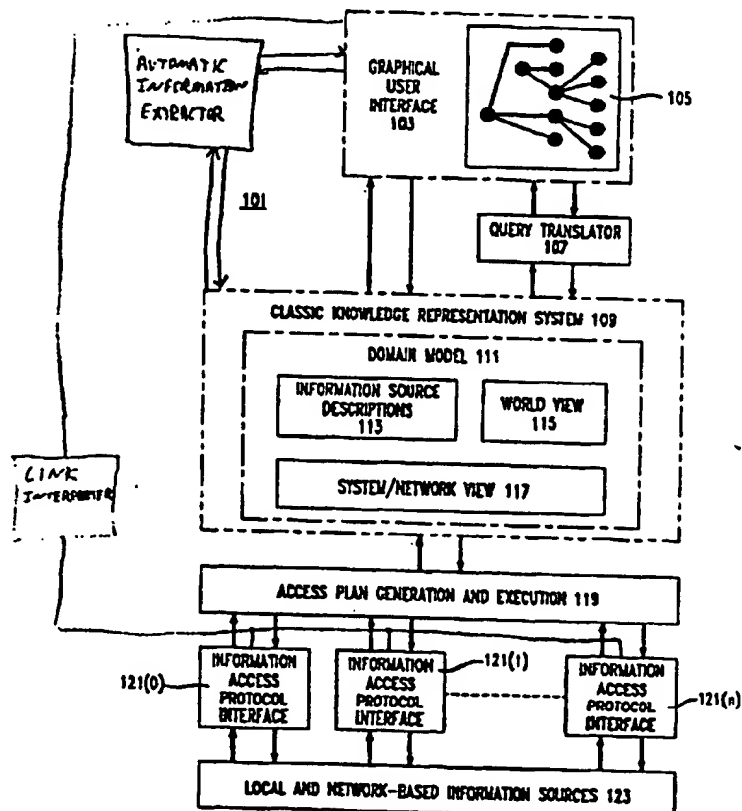 AUTOMATIC
INFORMATION
EXTRACTOR
GRAPHICAL
USER
INTERFACE
103
105
101
QUERY TRANSLATOR
107
CLASSIC KNOWLEDGE REPRESENTATION SYSTEM 109
DOMAIN MODEL 111
INFORMATION SOURCE
DESCRIPTIONS
113
WORLD VIEW
115
SYSTEM/NETWORK VIEW 117
LINK
INTERPRETER
ACCESS PLAN GENERATION AND EXECUTION 119
121(0)
INFORMATION
ACCESS
PROTOCOL
INTERFACE
INFORMATION
ACCESS
PROTOCOL
INTERFACE
121(1)
INFORMATION
ACCESS
PROTOCOL
INTERFACE
121(n)
LOCAL AND NETWORK-BASED INFORMATION SOURCES 123